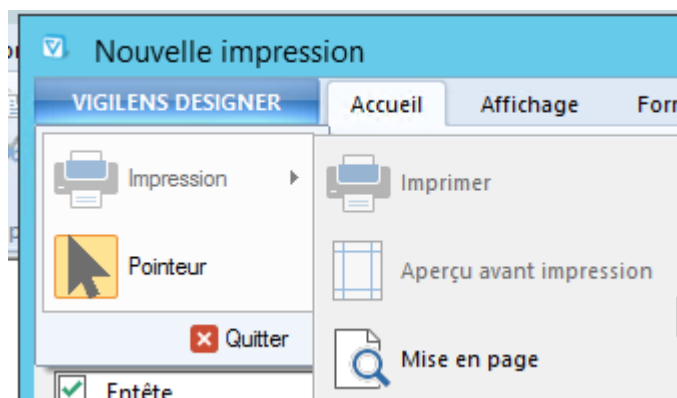 Nouvelle impression
VIGILENS DESIGNER Accueil Affichage
Impression Imprimer
Pointeur Aperçu avant impression
Quitter Mise en page
Entête